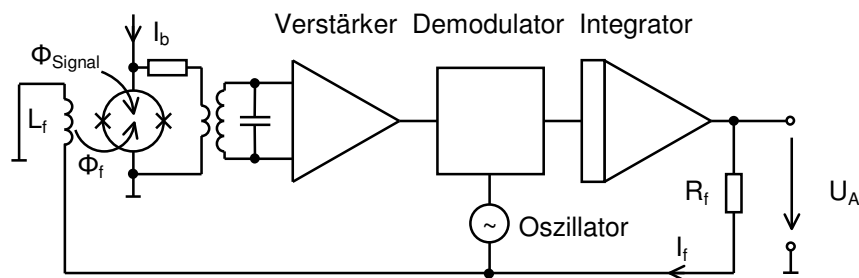 Verstärker Demodulator Integrator
I_b
Φ_Signal
L_f
Φ_f
R_f
U_A
~
Oszillator
I_f